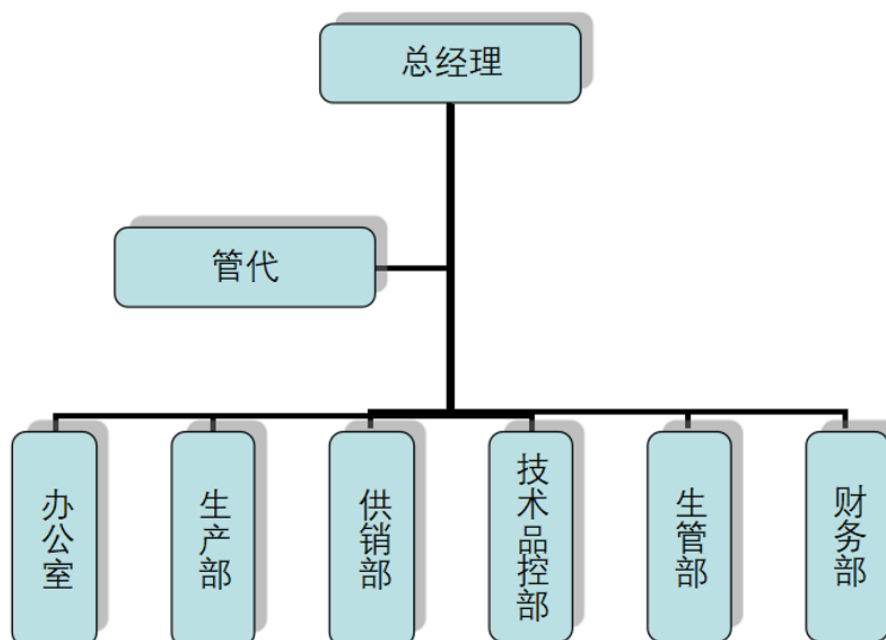 总经理
管代
办公室
生产部
供销部
技术品控部
生管部
财务部